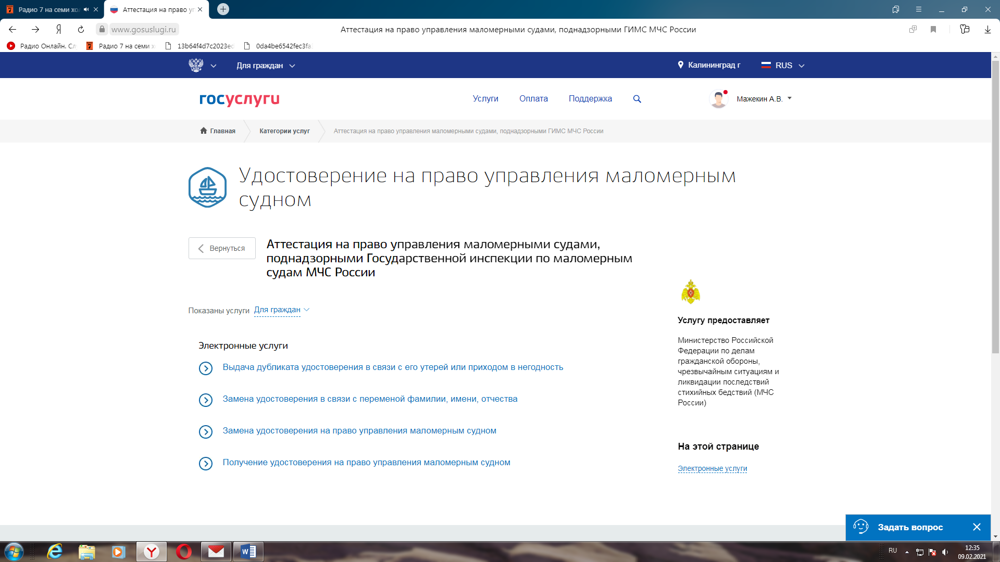 Радио 7 на семи хол
Аттестация на право уп
www.gosuslugi.ru
Аттестация на право управления маломерными судами, поднадзорными ГИМС МЧС России
Радио Онлайн. Сл
Радио 7 на семи х
13b64f4d7c2023ed
0da4be6542fec3fa
Для граждан
Калининград г
RUS
госуслуги
Услуги
Оплата
Поддержка
Мажекин А.В.
Главная
Категории услуг
Аттестация на право управления маломерными судами, поднадзорными ГИМС МЧС России
Удостоверение на право управления маломерным
судном
Вернуться
Аттестация на право управления маломерными судами,
поднадзорными Государственной инспекции по маломерным
судам МЧС России
Показаны услуги Для граждан
Электронные услуги
Выдача дубликата удостоверения в связи с его утерей или приходом в негодность
Замена удостоверения в связи с переменой фамилии, имени, отчества
Замена удостоверения на право управления маломерным судном
Получение удостоверения на право управления маломерным судном
Услугу предоставляет
Министерство Российской
Федерации по делам
гражданской обороны,
чрезвычайным ситуациям и
ликвидации последствий
стихийных бедствий (МЧС
России)
На этой странице
Электронные услуги
Задать вопрос
RU
12:35
09.02.2021